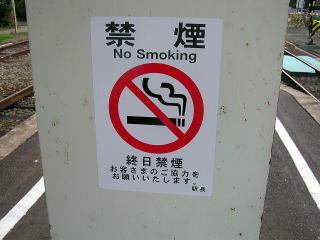 禁煙
No Smoking
終日禁煙
お客さまのご協力を
お願いいたします。
駅長